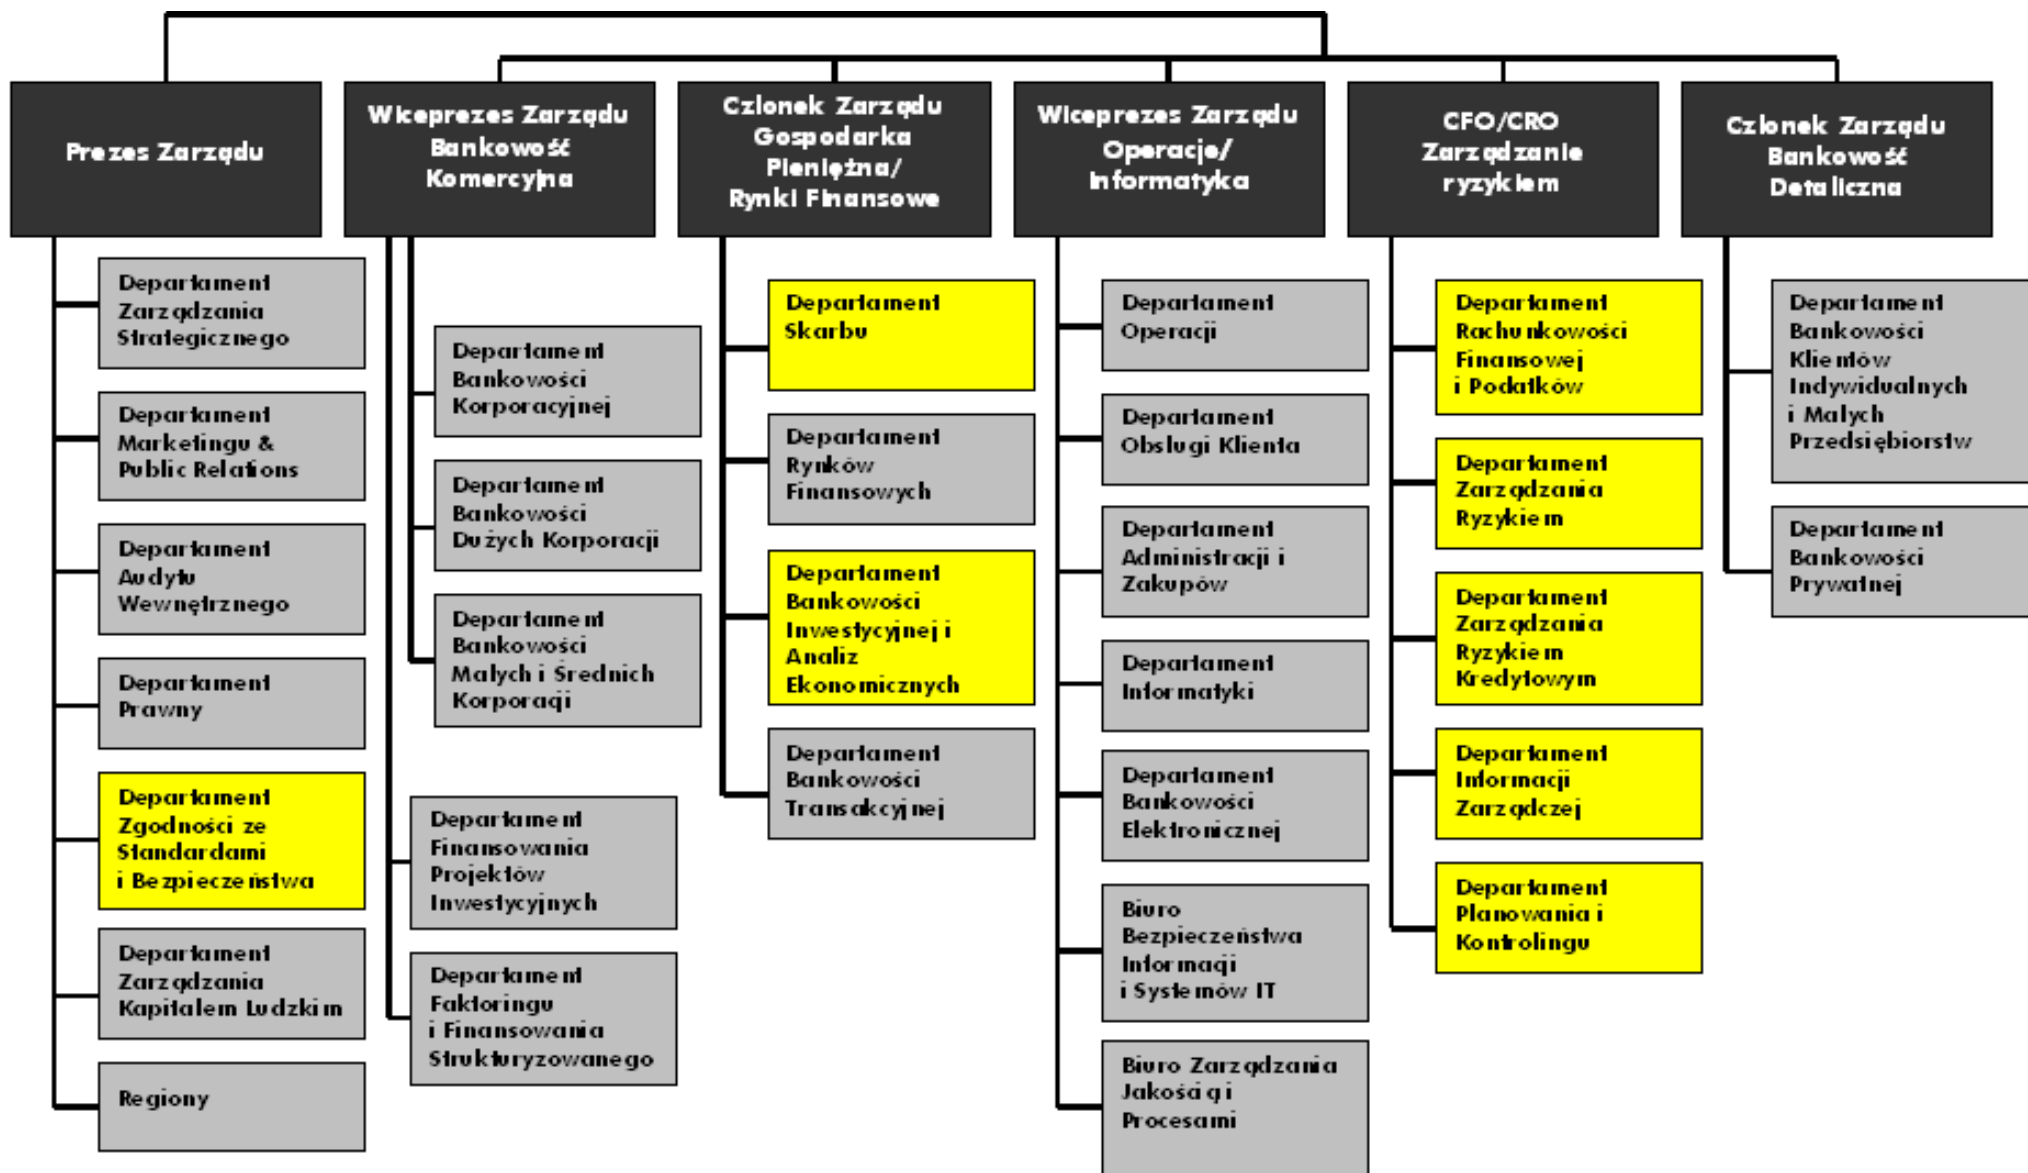 Prezes Zarządu
Wiceprezes Zarządu
Bankowość
Komercyjna
Członek Zarządu
Gospodarka
Pieniężna/
Rynki Finansowe
Wiceprezes Zarządu
Operacje/
Informatyka
CFO/CRO
Zarządzanie
ryzykiem
Członek Zarządu
Bankowość
Detaliczna
Departament
Zarządzania
Strategicznego
Departament
Marketingu &
Public Relations
Departament
Audytu
Wewnętrznego
Departament
Prawny
Departament
Zgodności ze
Standardami
i Bezpieczeństwa
Departament
Zarządzania
Kapitałem Ludzkim
Regiony
Departament
Bankowości
Korporacyjnej
Departament
Bankowości
Dużych Korporacji
Departament
Bankowości
Małych i Średnich
Korporacji
Departament
Finansowania
Projektów
Inwestycyjnych
Departament
Faktoringu
i Finansowania
Strukturyzowanego
Departament
Skarbu
Departament
Rynków
Finansowych
Departament
Bankowości
Inwestycyjnej i
Analiz
Ekonomicznych
Departament
Bankowości
Transakcyjnej
Departament
Operacji
Departament
Obsługi Klienta
Departament
Administracji i
Zakupów
Departament
Informatyki
Departament
Bankowości
Elektronicznej
Biuro
Bezpieczeństwa
Informacji
i Systemów IT
Biuro Zarządzania
Jakością i
Procesami
Departament
Rachunkowości
Finansowej
i Podatków
Departament
Zarządzania
Ryzykiem
Departament
Zarządzania
Ryzykiem
Kredytowym
Departament
Informacji
Zarządczej
Departament
Planowania i
Kontrolingu
Departament
Bankowości
Klientów
Indywidualnych
i Małych
Przedsiębiorstw
Departament
Bankowości
Prywatnej